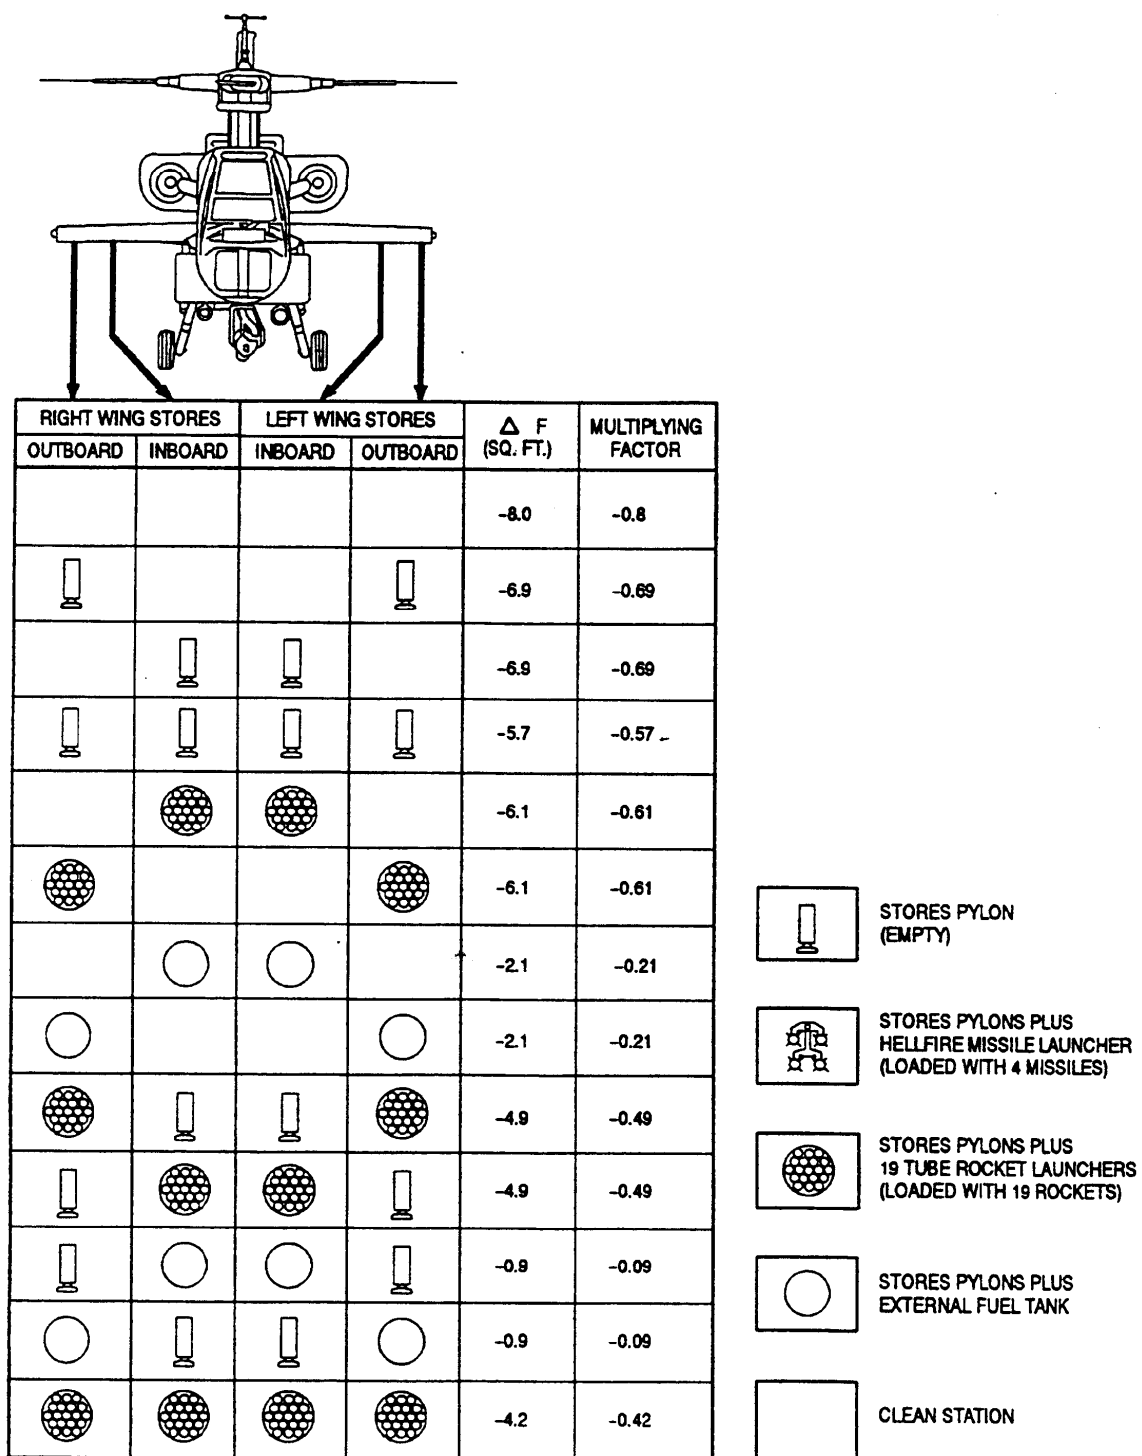 RIGHT WING STORES LEFT WING STORES Δ F (SQ. FT.) MULTIPLYING FACTOR
OUTBOARD INBOARD INBOARD OUTBOARD
-8.0 -0.8
-6.9 -0.69
-6.9 -0.69
-5.7 -0.57
-6.1 -0.61
-6.1 -0.61
-2.1 -0.21
-2.1 -0.21
-4.9 -0.49
-4.9 -0.49
-0.9 -0.09
-0.9 -0.09
-4.2 -0.42
STORES PYLON
(EMPTY)
STORES PYLONS PLUS
HELLFIRE MISSILE LAUNCHER
(LOADED WITH 4 MISSILES)
STORES PYLONS PLUS
19 TUBE ROCKET LAUNCHERS
(LOADED WITH 19 ROCKETS)
STORES PYLONS PLUS
EXTERNAL FUEL TANK
CLEAN STATION